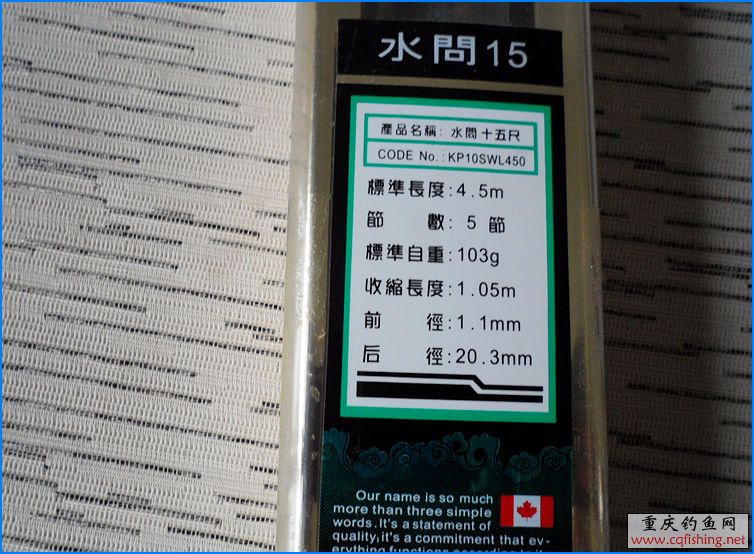 水問15
產品名稱: 水問十五尺
CODE No.:KP10SWL450
標準長度:4.5m
節 數: 5 節
標準自重:103g
收縮長度:1.05m
前 徑:1.1mm
后 徑:20.3mm
Our name is so much
more than three simple
words.It's a statement of
quality,it's a commitment that ev-
erything functions
重庆钓鱼网
www.cqfishing.net